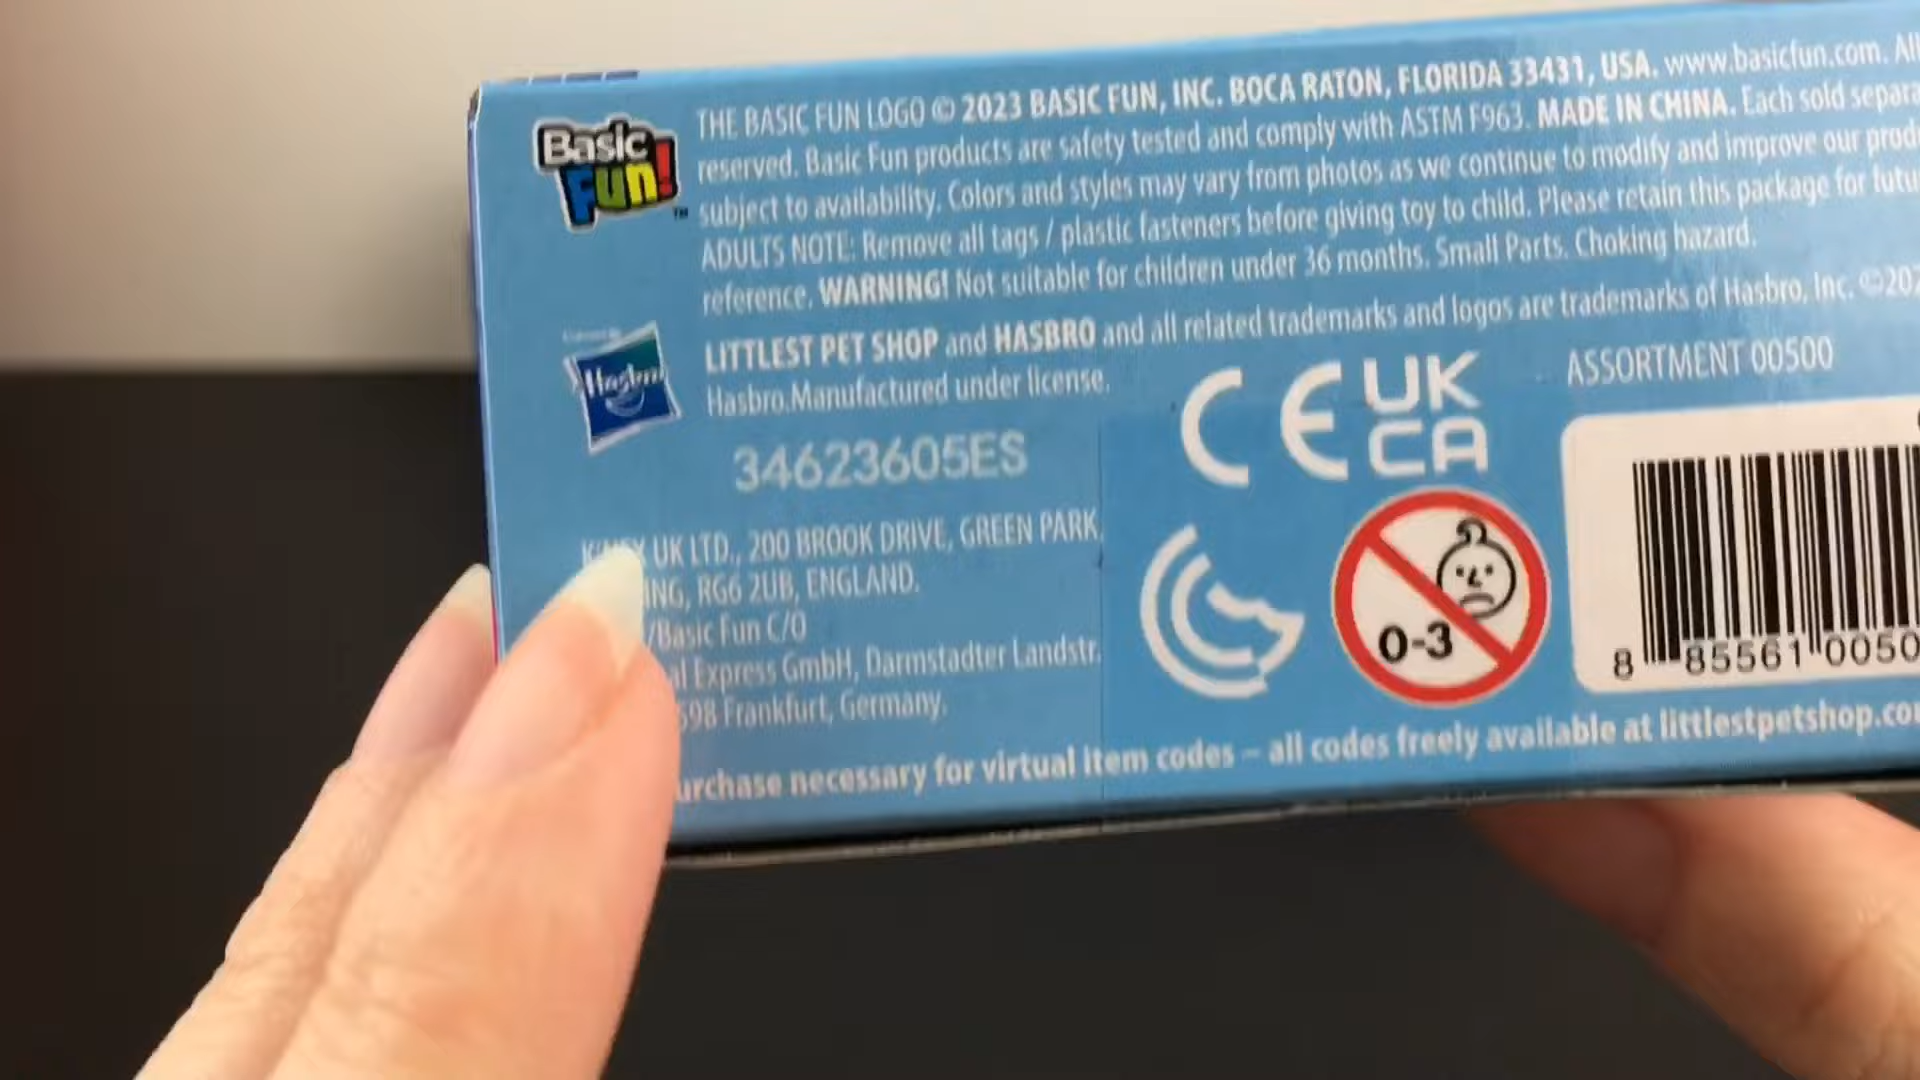 Basic
Fun!™
THE BASIC FUN LOGO © 2023 BASIC FUN, INC. BOCA RATON, FLORIDA 33431, USA. www.basicfun.com. All
reserved. Basic Fun products are safety tested and comply with ASTM F963. MADE IN CHINA. Each sold
subject to availability. Colors and styles may vary from photos as we continue to modify and improve our
ADULTS NOTE: Remove all tags / plastic fasteners before giving toy to child. Please retain this package for
reference. WARNING! Not suitable for children under 36 months. Small Parts. Choking hazard.
Hasbro
LITTLEST PET SHOP and HASBRO and all related trademarks and logos are trademarks of Hasbro, Inc.
Hasbro.Manufactured under license.
34623605ES
CE
UK
CA
ASSORTMENT 00500
UK LTD., 200 BROOK DRIVE, GREEN PARK,
RG6 2UB, ENGLAND.
/Basic Fun C/O
Express GmbH, Darmstadter Landstr.
Frankfurt, Germany.
0-3
8 85561 0050
necessary for virtual item codes – all codes freely available at littlestpetshop.co